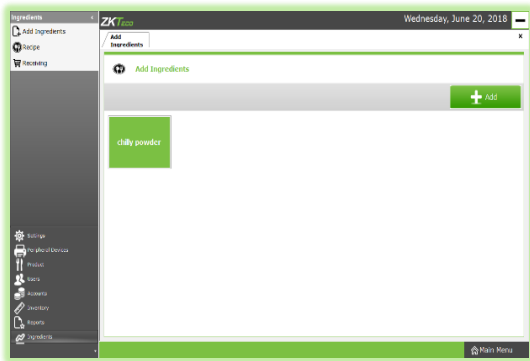 Ingredients
Add Ingredients
Recipe
Receiving
Settings
Peripheral Devices
Product
Users
Accounts
Inventory
Reports
Ingredients
ZKTeco
Wednesday, June 20, 2018
Add
Ingredients
x
Add Ingredients
Add
chilly powder
Main Menu